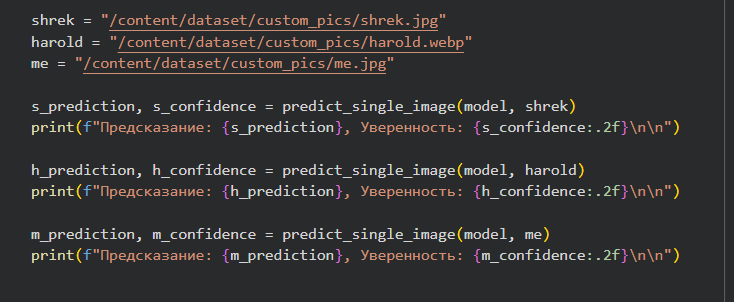 shrek = "/content/dataset/custom_pics/shrek.jpg"
harold = "/content/dataset/custom_pics/harold.webp"
me = "/content/dataset/custom_pics/me.jpg"
s_prediction, s_confidence = predict_single_image(model, shrek)
print(f"Предсказание: {s_prediction}, Уверенность: {s_confidence:.2f}\n\n")
h_prediction, h_confidence = predict_single_image(model, harold)
print(f"Предсказание: {h_prediction}, Уверенность: {h_confidence:.2f}\n\n")
m_prediction, m_confidence = predict_single_image(model, me)
print(f"Предсказание: {m_prediction}, Уверенность: {m_confidence:.2f}\n\n")